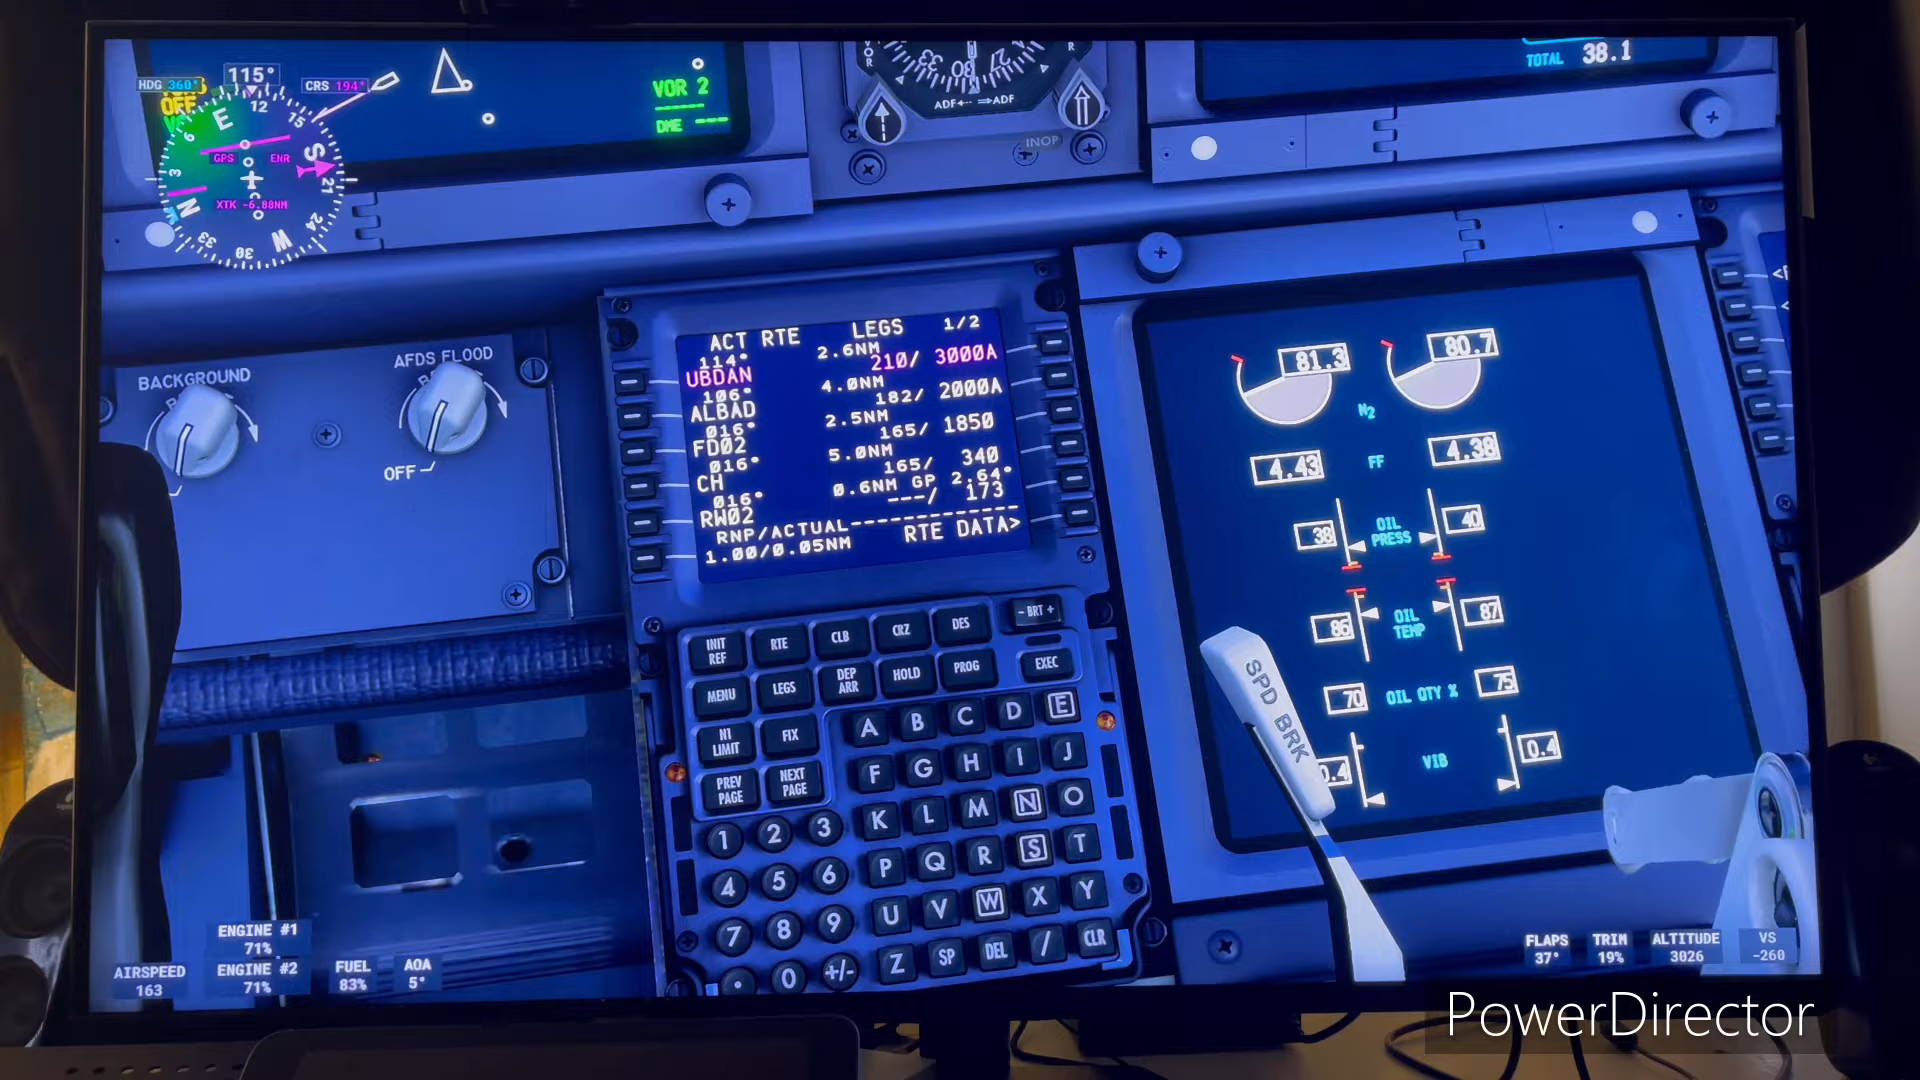 HDG 360°
115°
CRS 194°
OFF
12
15
E
S
6
3
21
N
24
33
30
W
GPS
ENR
XTK -6.88NM
VOR 2
DME ---
VOR
33
30
27
R
ADF
ADF
INOP
TOTAL 38.1
BACKGROUND
AFDS FLOOD
OFF
ACT RTE LEGS 1/2
114° 2.6NM
UBDAN 210/ 3000A
106° 4.0NM
ALBAD 182/ 2000A
016° 2.5NM
FD02 165/ 1850
016° 5.0NM
CH 165/ 340
016° 0.6NM GP 2.64°
RW02 ---/ 173
RNP/ACTUAL-------------
1.00/0.05NM RTE DATA>
81.3
80.7
N2
4.43 FF 4.38
38 OIL PRESS 40
86 OIL TEMP 87
70 OIL QTY % 75
0.4 VIB 0.4
SPD BRK
INIT REF
RTE
CLB
CRZ
DES
- BRT +
MENU
LEGS
DEP ARR
HOLD
PROG
EXEC
N1 LIMIT
FIX
PREV PAGE
NEXT PAGE
A B C D E
F G H I J
K L M N O
P Q R S T
U V W X Y
Z SP DEL / CLR
1 2 3
4 5 6
7 8 9
. 0 +/-
ENGINE #1
71%
ENGINE #2
71%
AIRSPEED
163
FUEL
83%
AOA
5°
FLAPS
37°
TRIM
19%
ALTITUDE
3026
VS
-260
PowerDirector